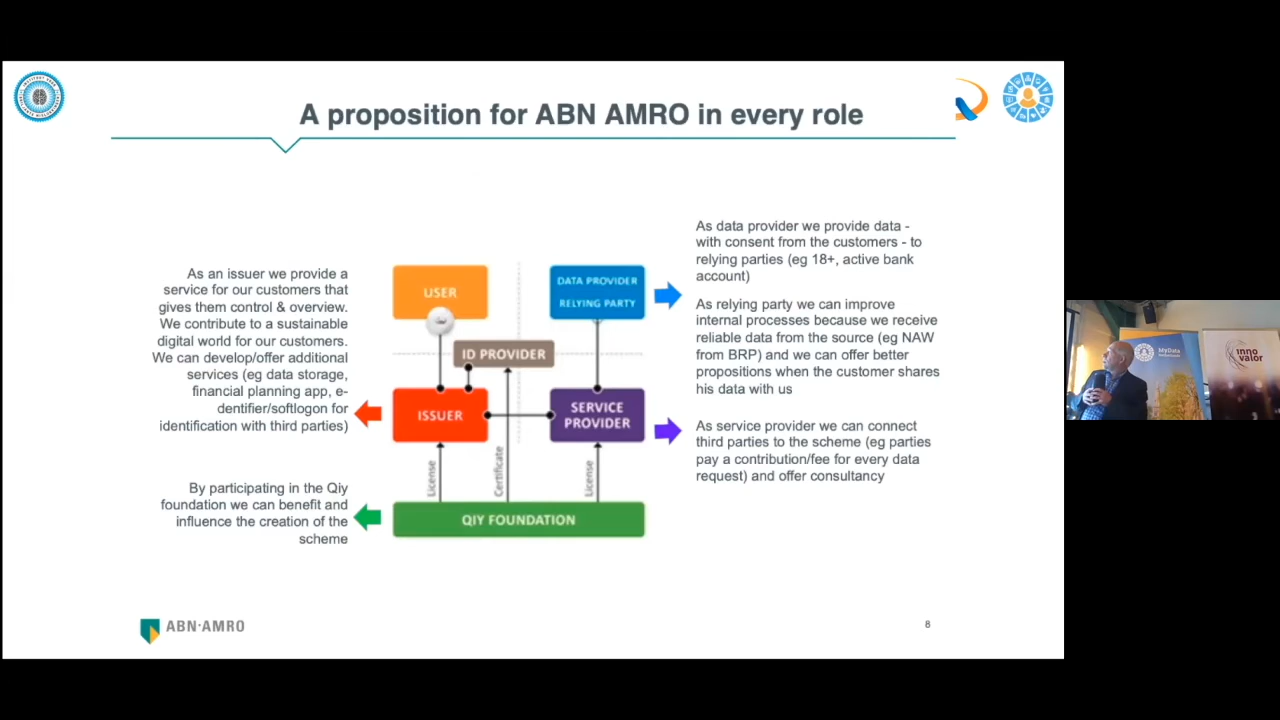 A proposition for ABN AMRO in every role
As an issuer we provide a
service for our customers that
gives them control & overview.
We contribute to a sustainable
digital world for our customers.
We can develop/offer additional
services (eg data storage,
financial planning app, e-
dentifier/softlogon for
identification with third parties)
By participating in the Qiy
foundation we can benefit and
influence the creation of the
scheme
USER
DATA PROVIDER
RELYING PARTY
ID PROVIDER
ISSUER
SERVICE
PROVIDER
License
Certificate
License
QIY FOUNDATION
As data provider we provide data -
with consent from the customers - to
relying parties (eg 18+, active bank
account)
As relying party we can improve
internal processes because we receive
reliable data from the source (eg NAW
from BRP) and we can offer better
propositions when the customer shares
his data with us
As service provider we can connect
third parties to the scheme (eg parties
pay a contribution/fee for every data
request) and offer consultancy
ABN·AMRO
8
MyData
inno
valor